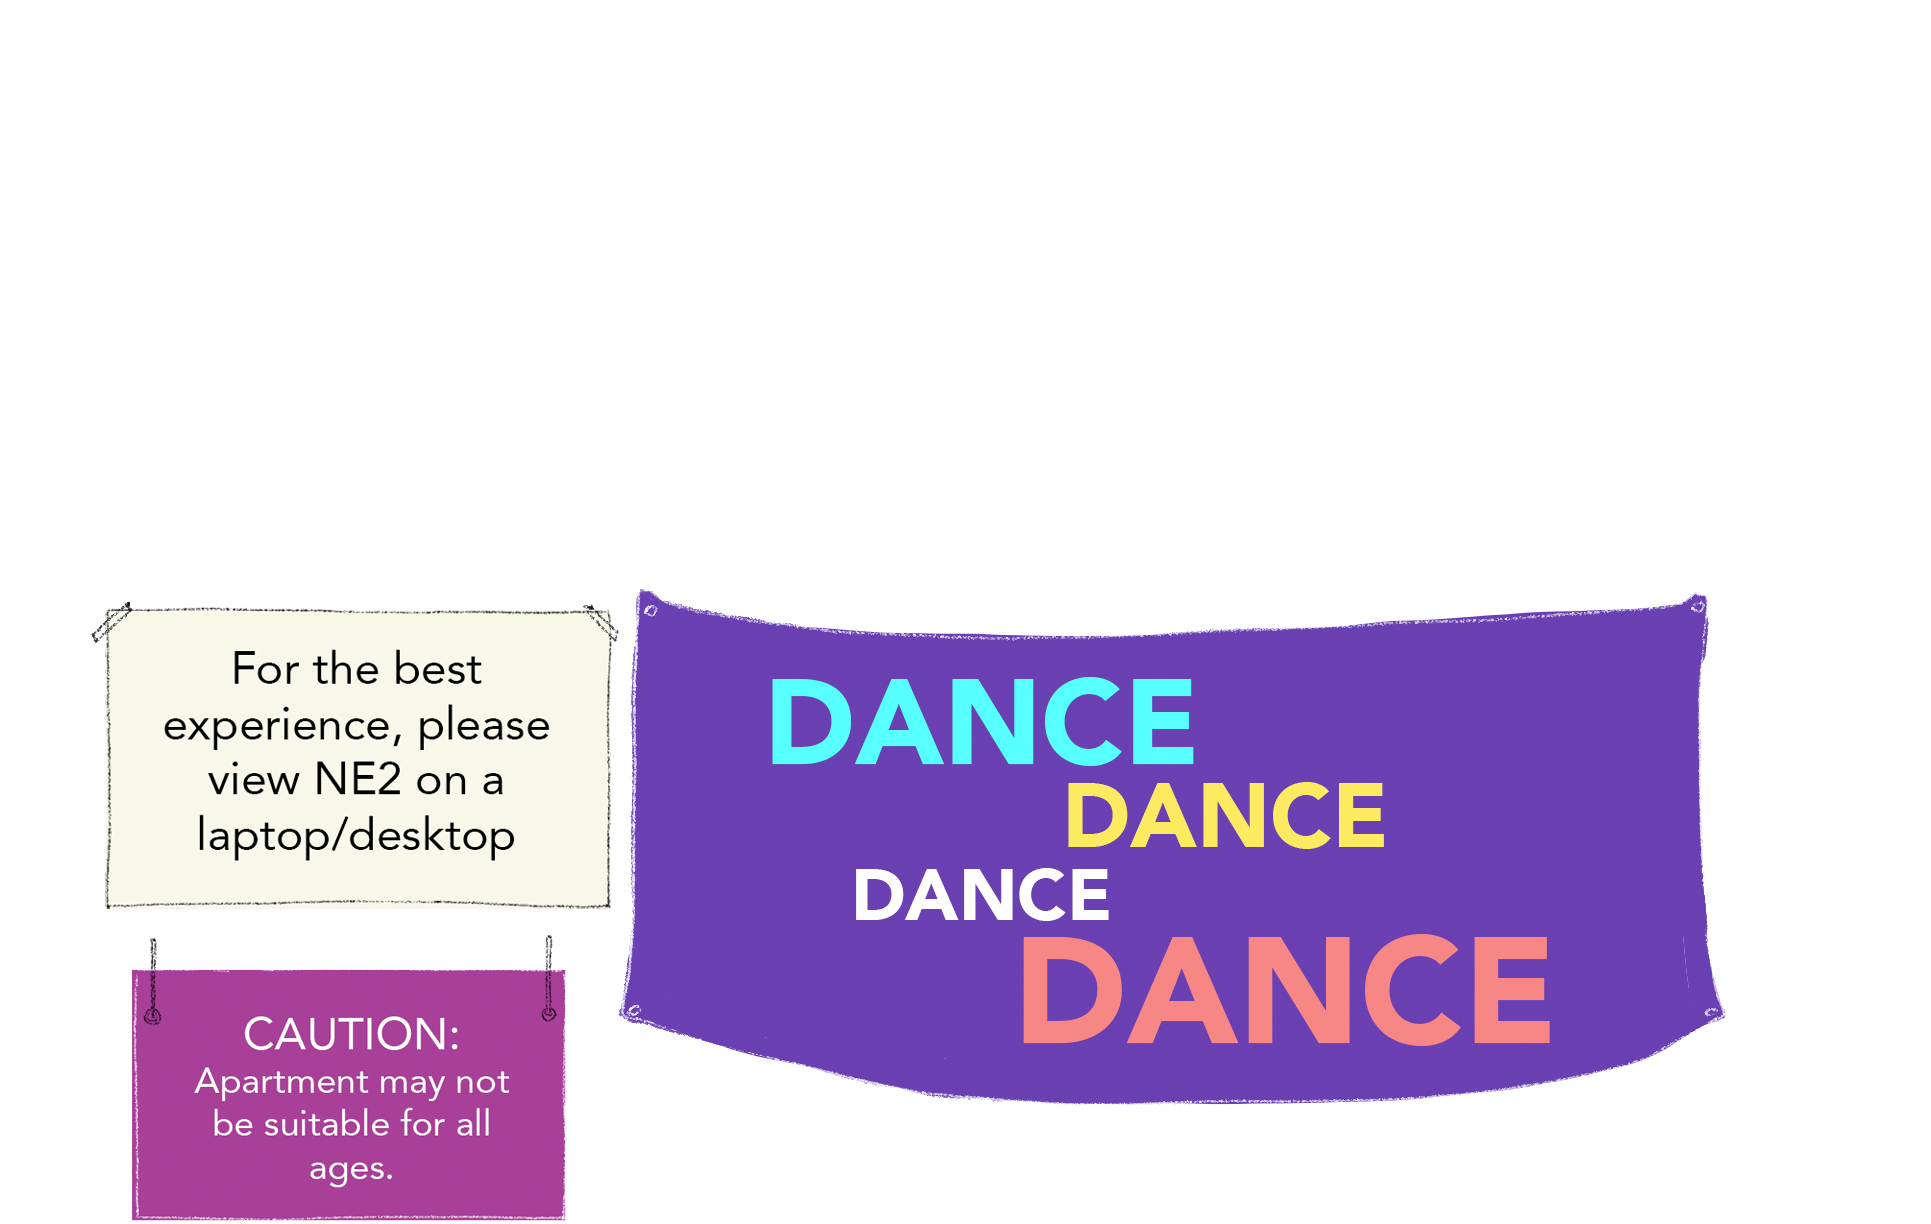 For the best
experience, please
view NE2 on a
laptop/desktop
CAUTION:
Apartment may not
be suitable for all
ages.
DANCE
DANCE
DANCE
DANCE